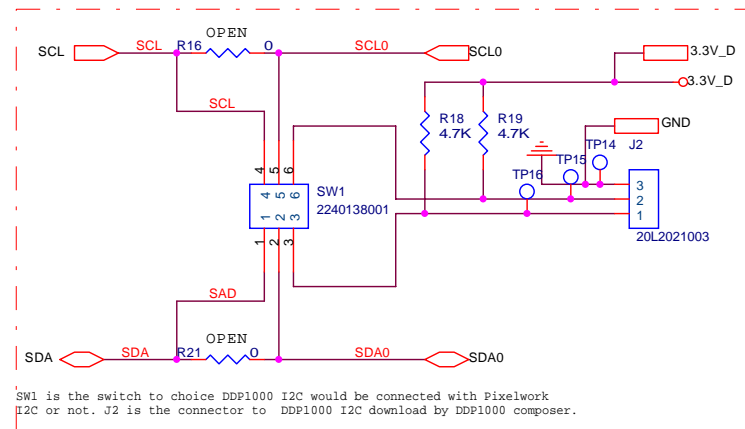 OPEN
SCL
SCL
R16
0
SCL0
SCL0
3.3V_D
3.3V_D
SCL
R18
4.7K
R19
4.7K
GND
J2
TP14
TP15
TP16
4
5
6
4
5
6
SW1
2240138001
1
2
3
1
2
3
3
2
1
20L2021003
SAD
OPEN
SDA
SDA
R21
0
SDA0
SDA0
SW1 is the switch to choice DDP1000 I2C would be connected with Pixelwork
I2C or not. J2 is the connector to DDP1000 I2C download by DDP1000 composer.